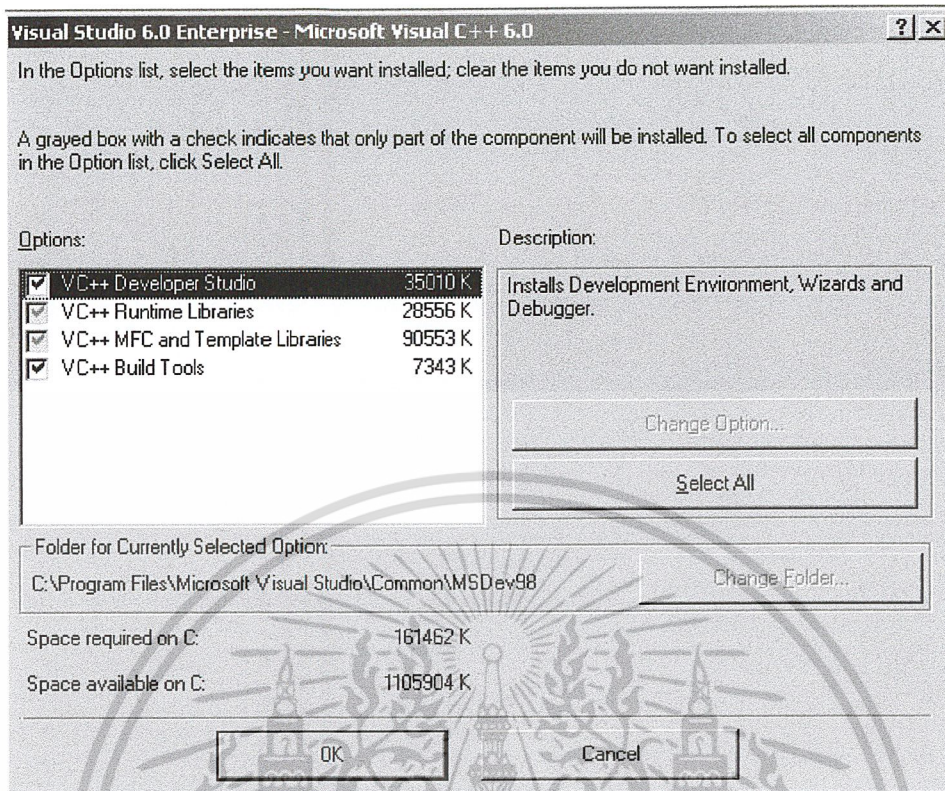 Visual Studio 6.0 Enterprise - Microsoft Visual C++ 6.0
In the Options list, select the items you want installed; clear the items you do not want installed.
A grayed box with a check indicates that only part of the component will be installed. To select all components
in the Option list, click Select All.
Options:
VC++ Developer Studio 35010 K
VC++ Runtime Libraries 28556 K
VC++ MFC and Template Libraries 90553 K
VC++ Build Tools 7343 K
Description:
Installs Development Environment, Wizards and
Debugger.
Change Option...
Select All
Folder for Currently Selected Option:
C:\Program Files\Microsoft Visual Studio\Common\MSDev98
Change Folder...
Space required on C: 161462 K
Space available on C: 1105904 K
OK
Cancel